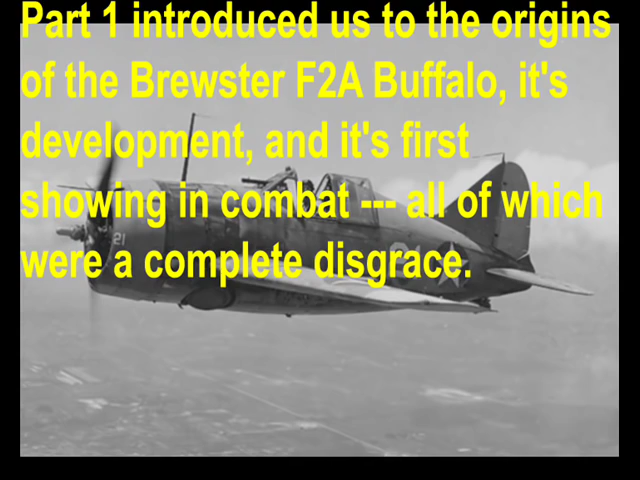 Part 1 introduced us to the origins
of the Brewster F2A Buffalo, it's
development, and it's first
showing in combat --- all of which
were a complete disgrace.
21